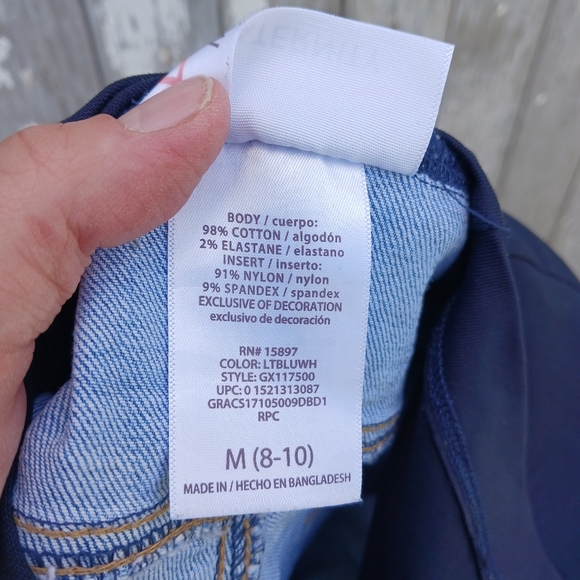 BODY / cuerpo:
98% COTTON / algodón
2% ELASTANE / elastano
INSERT / inserto:
91% NYLON / nylon
9% SPANDEX / spandex
EXCLUSIVE OF DECORATION
exclusivo de decoración
RN# 15897
COLOR: LTBLUWH
STYLE: GX117500
UPC: 0 1521313087
GRACS17105009DBD1
RPC
M (8-10)
MADE IN / HECHO EN BANGLADESH